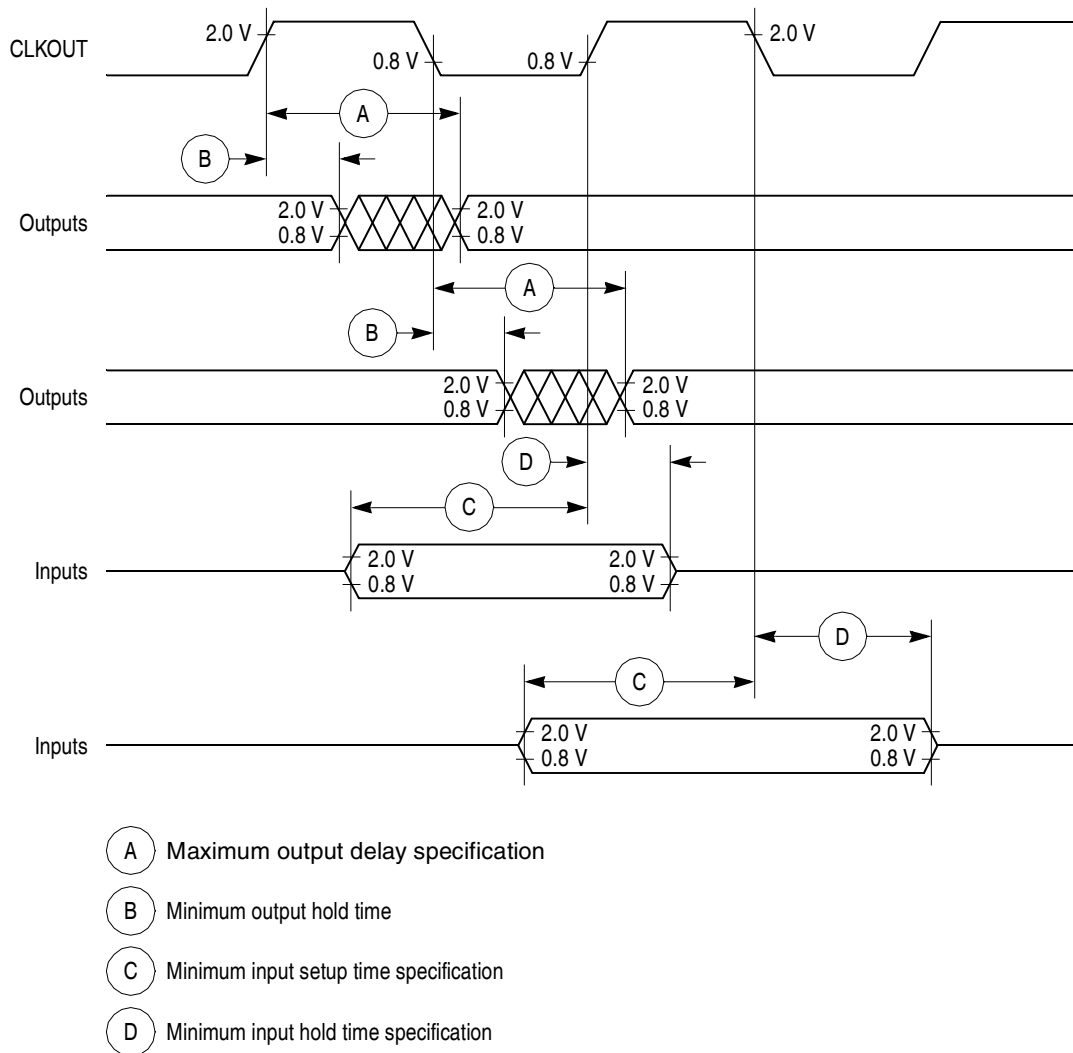 CLKOUT
2.0 V
0.8 V
0.8 V
2.0 V
A
B
Outputs
2.0 V
0.8 V
2.0 V
0.8 V
A
B
Outputs
2.0 V
0.8 V
2.0 V
0.8 V
D
C
Inputs
2.0 V
0.8 V
2.0 V
0.8 V
D
C
Inputs
2.0 V
0.8 V
2.0 V
0.8 V
A Maximum output delay specification
B Minimum output hold time
C Minimum input setup time specification
D Minimum input hold time specification